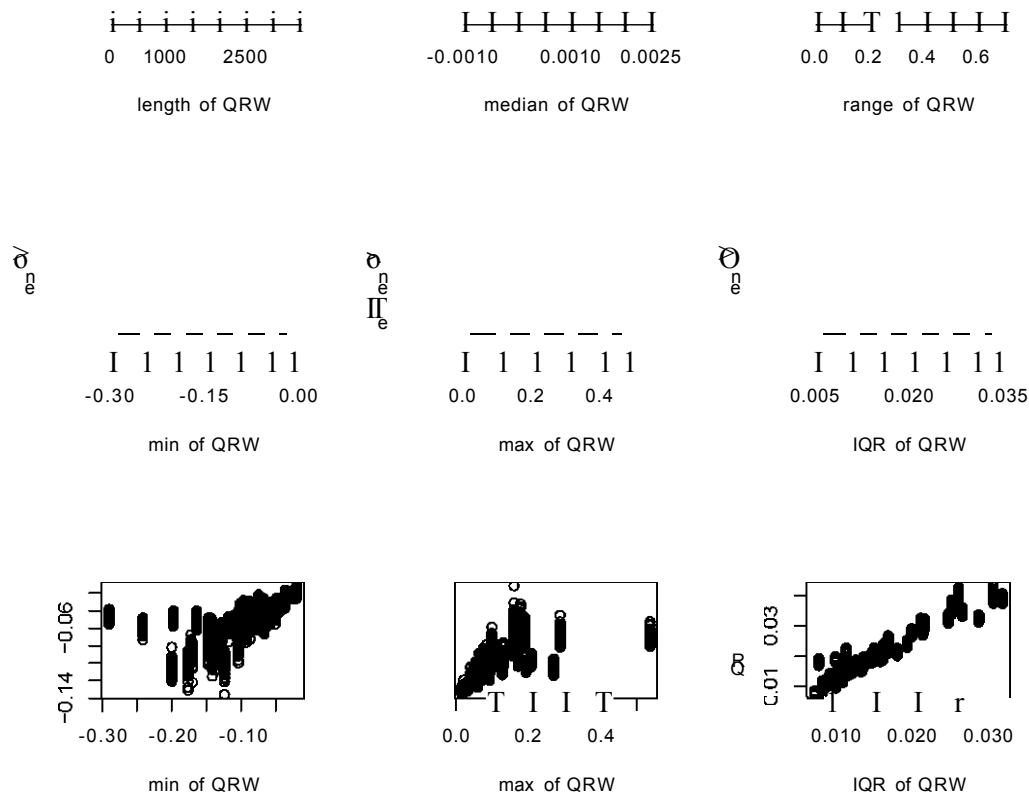 0 1000 2500
-0.0010 0.0010 0.0025
0.0 0.2 0.4 0.6
length of QRW
median of QRW
range of QRW
-0.30 -0.15 0.00
0.0 0.2 0.4
0.005 0.020 0.035
min of QRW
max of QRW
IQR of QRW
-0.06
-0.14
0.03
0.01
-0.30 -0.20 -0.10
0.0 0.2 0.4
0.010 0.020 0.030
min of QRW
max of QRW
IQR of QRW